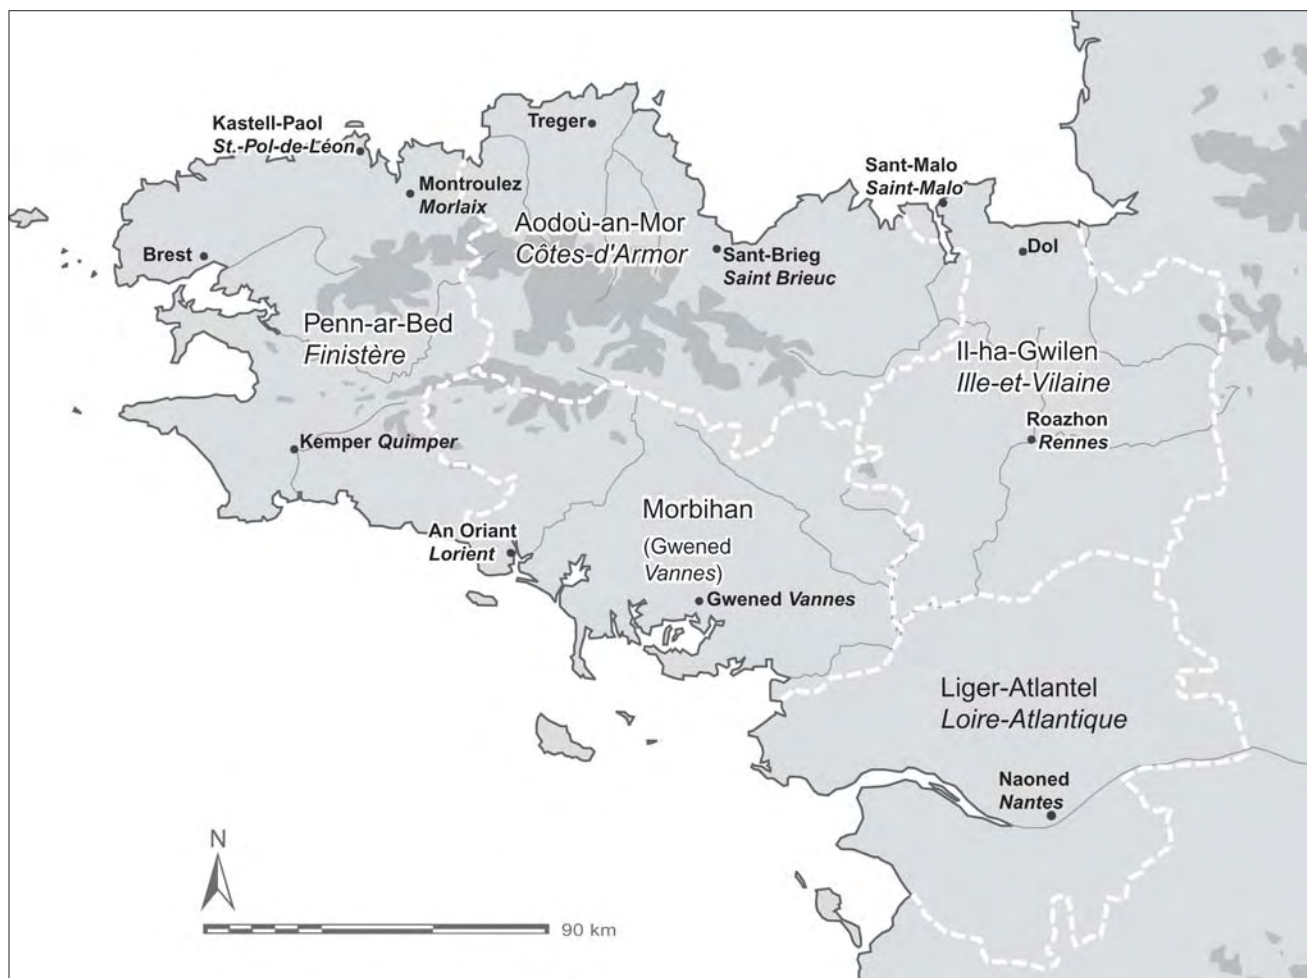 Kastell-Paol
St.-Pol-de-Léon
Treger
Montroulez
Morlaix
Sant-Malo
Saint-Malo
Aodoù-an-Mor
Côtes-d'Armor
Brest
Sant-Brieg
Saint Brieuc
Dol
Penn-ar-Bed
Finistère
Il-ha-Gwilen
Ille-et-Vilaine
Roazhon
Rennes
Kemper Quimper
An Oriant
Lorient
Morbihan
(Gwened
Vannes)
Gwened Vannes
Liger-Atlantel
Loire-Atlantique
Naoned
Nantes
N
90 km